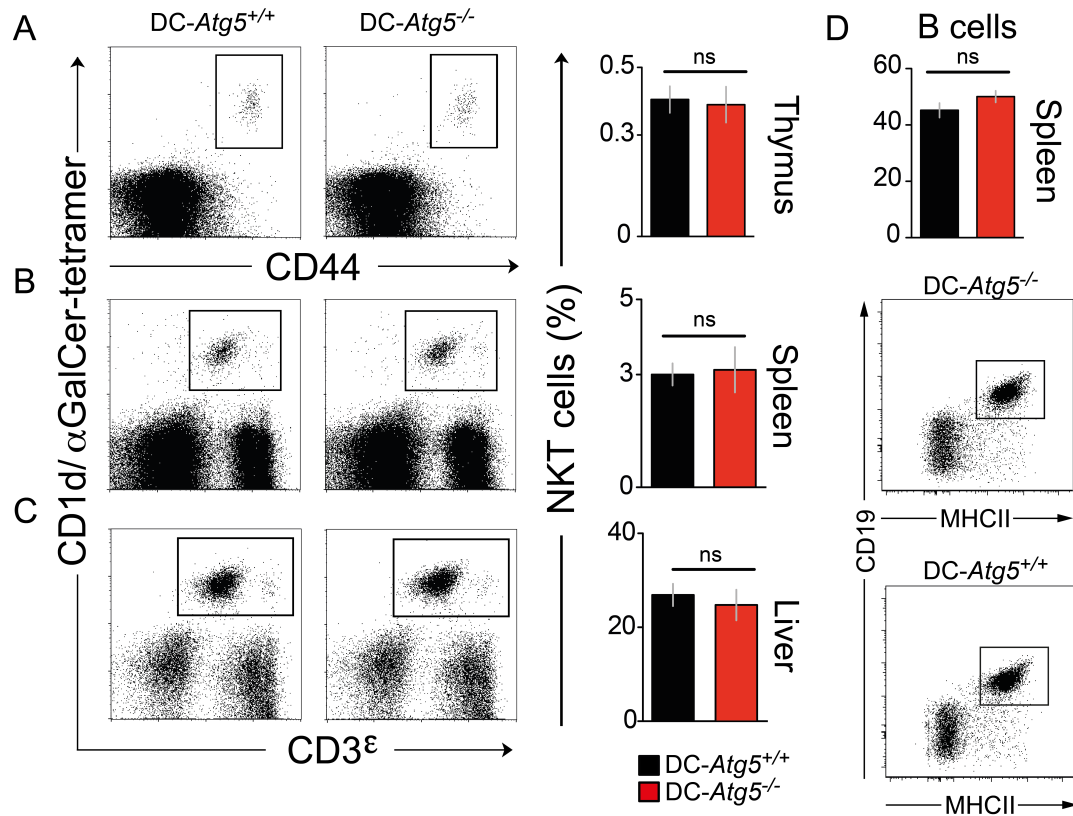 A
DC-Atg5+/+
DC-Atg5-/-
CD1d/ αGalCer-tetramer
CD44
B
C
CD3ε
NKT cells (%)
ns
0.5
0.3
0
Thymus
ns
5
3
0
Spleen
ns
40
20
0
Liver
DC-Atg5+/+
DC-Atg5-/-
D
B cells
ns
60
40
20
0
Spleen
DC-Atg5-/-
CD19
MHCII
DC-Atg5+/+
MHCII